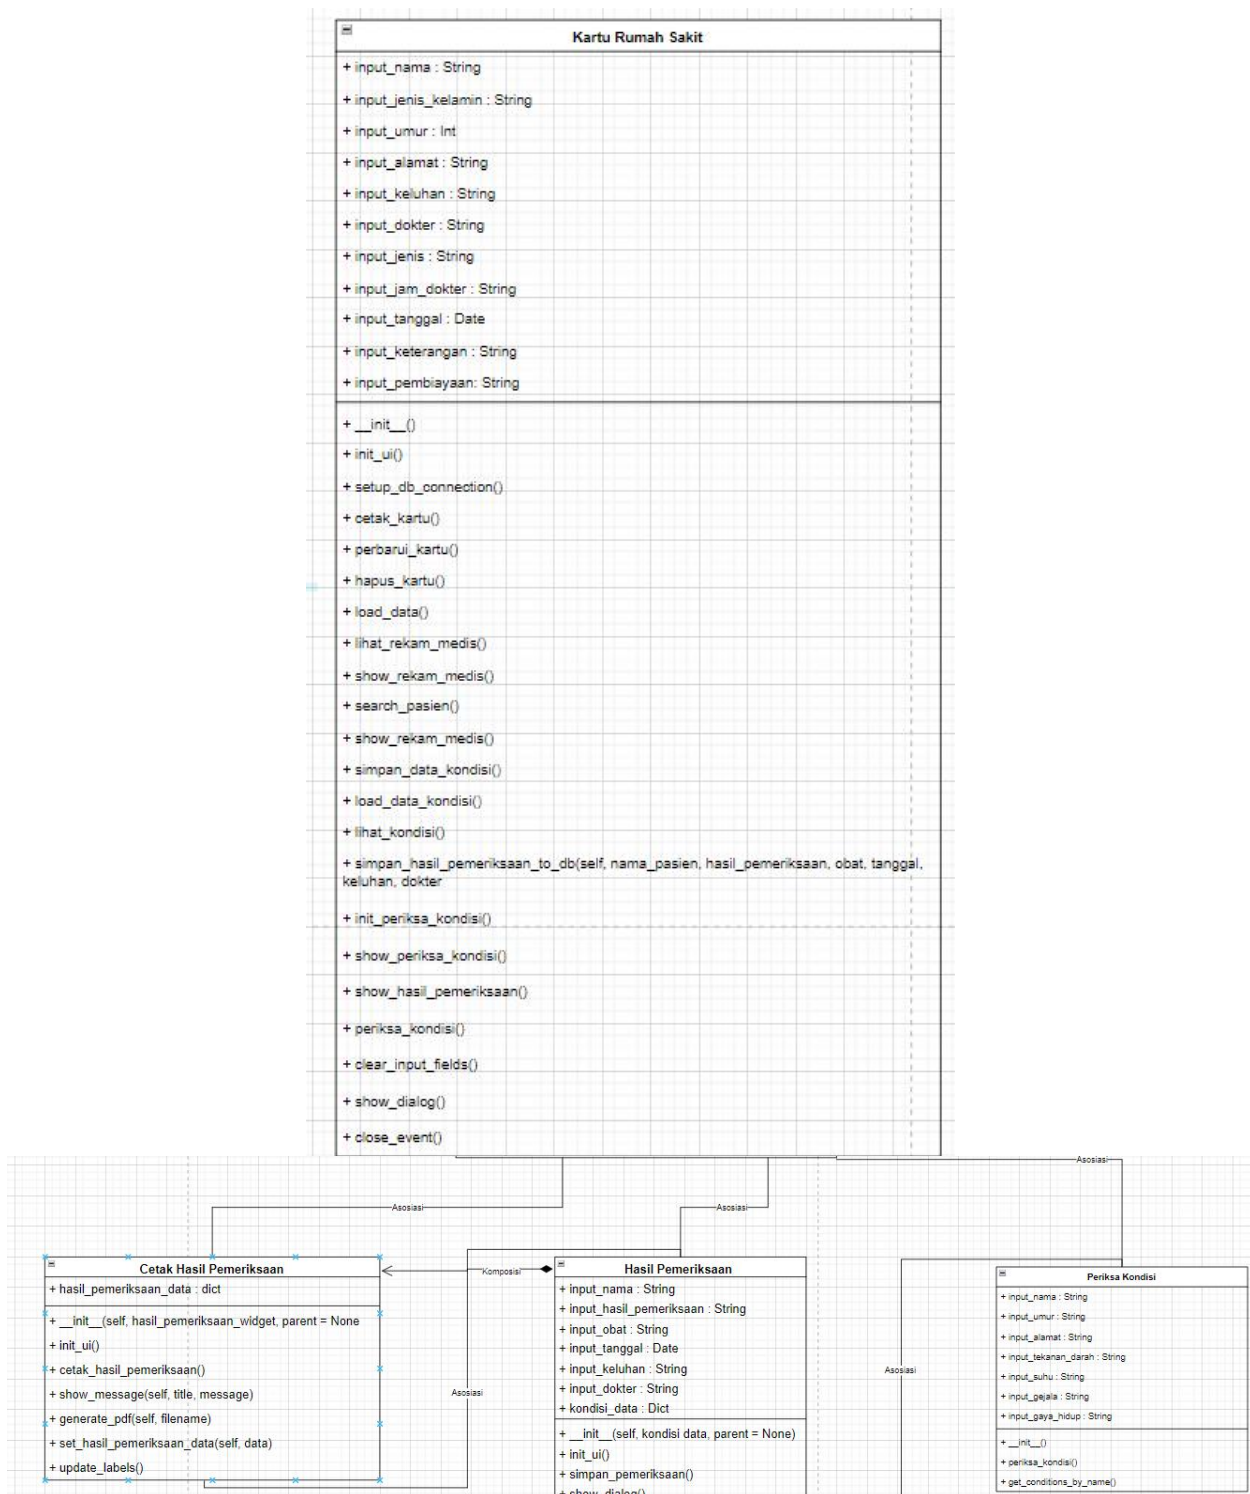 Kartu Rumah Sakit
+ input_nama : String
+ input_jenis_kelamin : String
+ input_umur : Int
+ input_alamat : String
+ input_keluhan : String
+ input_dokter : String
+ input_jenis : String
+ input_jam_dokter : String
+ input_tanggal : Date
+ input_keterangan : String
+ input_pembiayaan: String
+ __init__()
+ init_ui()
+ setup_db_connection()
+ cetak_kartu()
+ perbarui_kartu()
+ hapus_kartu()
+ load_data()
+ lihat_rekam_medis()
+ show_rekam_medis()
+ search_pasien()
+ show_rekam_medis()
+ simpan_data_kondisi()
+ load_data_kondisi()
+ lihat_kondisi()
+ simpan_hasil_pemeriksaan_to_db(self, nama_pasien, hasil_pemeriksaan, obat, tanggal,
keluhan, dokter
+ init_periksa_kondisi()
+ show_periksa_kondisi()
+ show_hasil_pemeriksaan()
+ periksa_kondisi()
+ clear_input_fields()
+ show_dialog()
+ close_event()
Asosiasi
Asosiasi
Asosiasi
Cetak Hasil Pemeriksaan
+ hasil_pemeriksaan_data : dict
+ __init__(self, hasil_pemeriksaan_widget, parent = None
+ init_ui()
+ cetak_hasil_pemeriksaan()
+ show_message(self, title, message)
+ generate_pdf(self, filename)
+ set_hasil_pemeriksaan_data(self, data)
+ update_labels()
Komposisi
Asosiasi
Hasil Pemeriksaan
+ input_nama : String
+ input_hasil_pemeriksaan : String
+ input_obat : String
+ input_tanggal : Date
+ input_keluhan : String
+ input_dokter : String
+ kondisi_data : Dict
+ __init__(self, kondisi data, parent = None)
+ init_ui()
+ simpan_pemeriksaan()
+ show_dialog()
Asosiasi
Periksa Kondisi
+ input_nama : String
+ input_umur : String
+ input_alamat : String
+ input_tekanan_darah : String
+ input_suhu : String
+ input_gejala : String
+ input_gaya_hidup : String
+ __init__()
+ periksa_kondisi()
+ get_conditions_by_name()